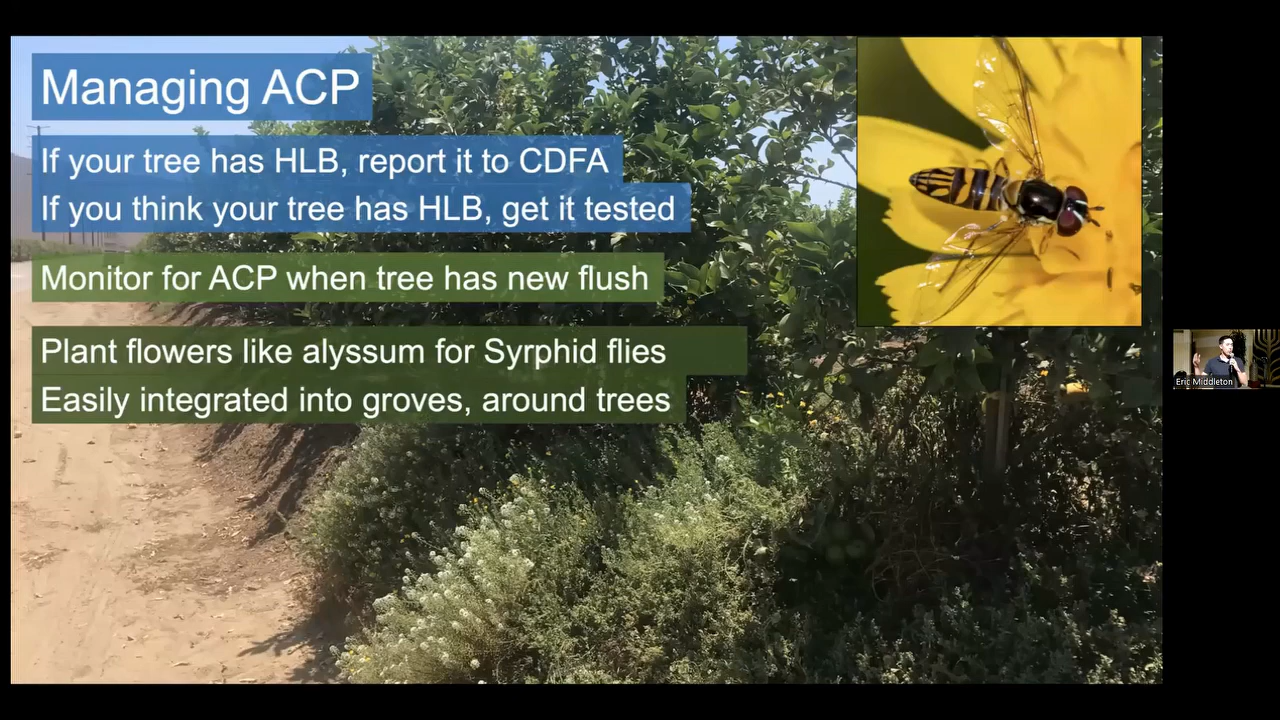 Managing ACP
If your tree has HLB, report it to CDFA
If you think your tree has HLB, get it tested
Monitor for ACP when tree has new flush
Plant flowers like alyssum for Syrphid flies
Easily integrated into groves, around trees
Eric Middleton